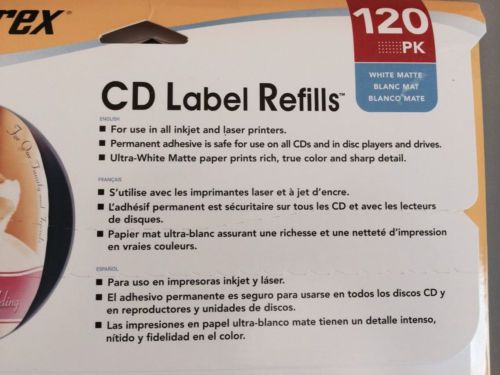 rex
120
PK
WHITE MATTE
BLANC MAT
BLANCO MATE
CD Label Refills™
ENGLISH
■ For use in all inkjet and laser printers.
■ Permanent adhesive is safe for use on all CDs and in disc players and drives.
■ Ultra-White Matte paper prints rich, true color and sharp detail.
FRANÇAIS
■ S'utilise avec les imprimantes laser et à jet d'encre.
■ L'adhésif permanent est sécuritaire sur tous les CD et avec les lecteurs
de disques.
■ Papier mat ultra-blanc assurant une richesse et une netteté d'impression
en vraies couleurs.
ESPAÑOL
■ Para uso en impresoras inkjet y láser.
■ El adhesivo permanente es seguro para usarse en todos los discos CD y
en reproductores y unidades de discos.
■ Las impresiones en papel ultra-blanco mate tienen un detalle intenso,
nítido y fidelidad en el color.
For Our Family and Friends
dding